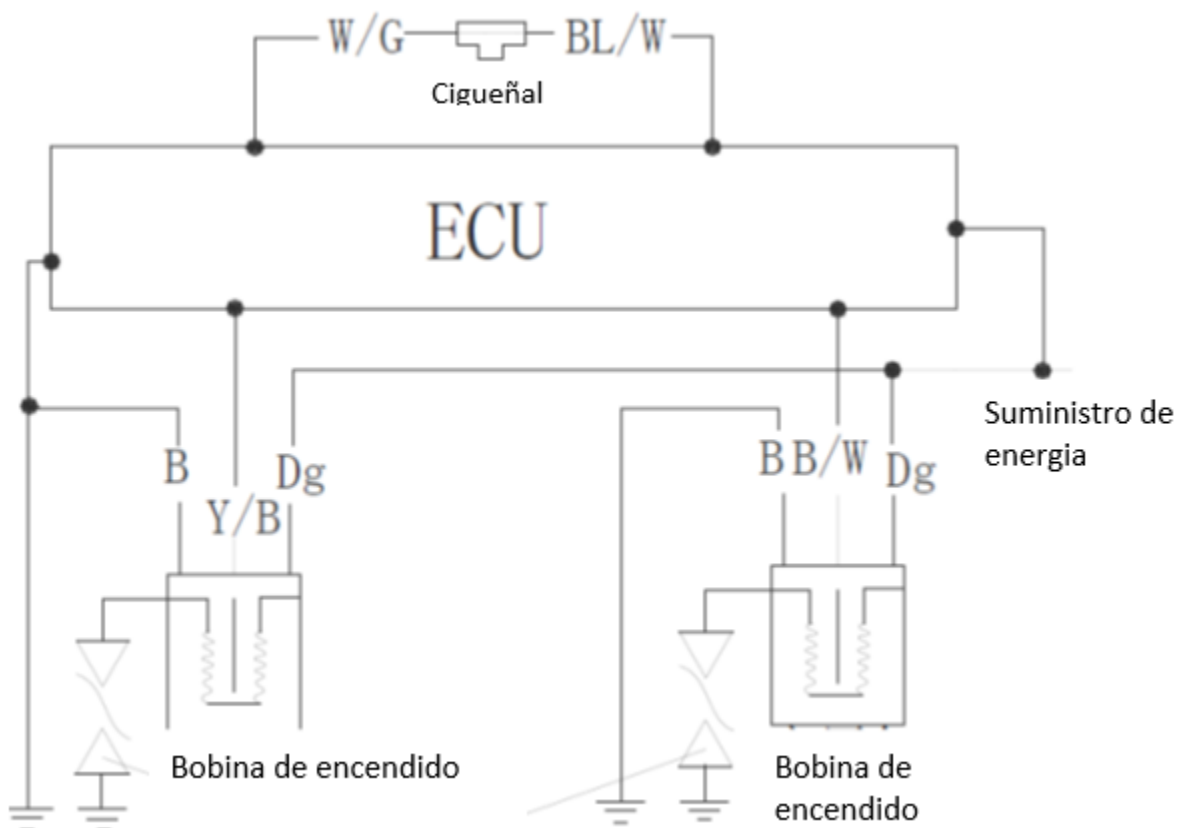 W/G
BL/W
Cigueñal
ECU
Suministro de
energia
B
Dg
Y/B
B
B/W
Dg
Bobina de encendido
Bobina de
encendido